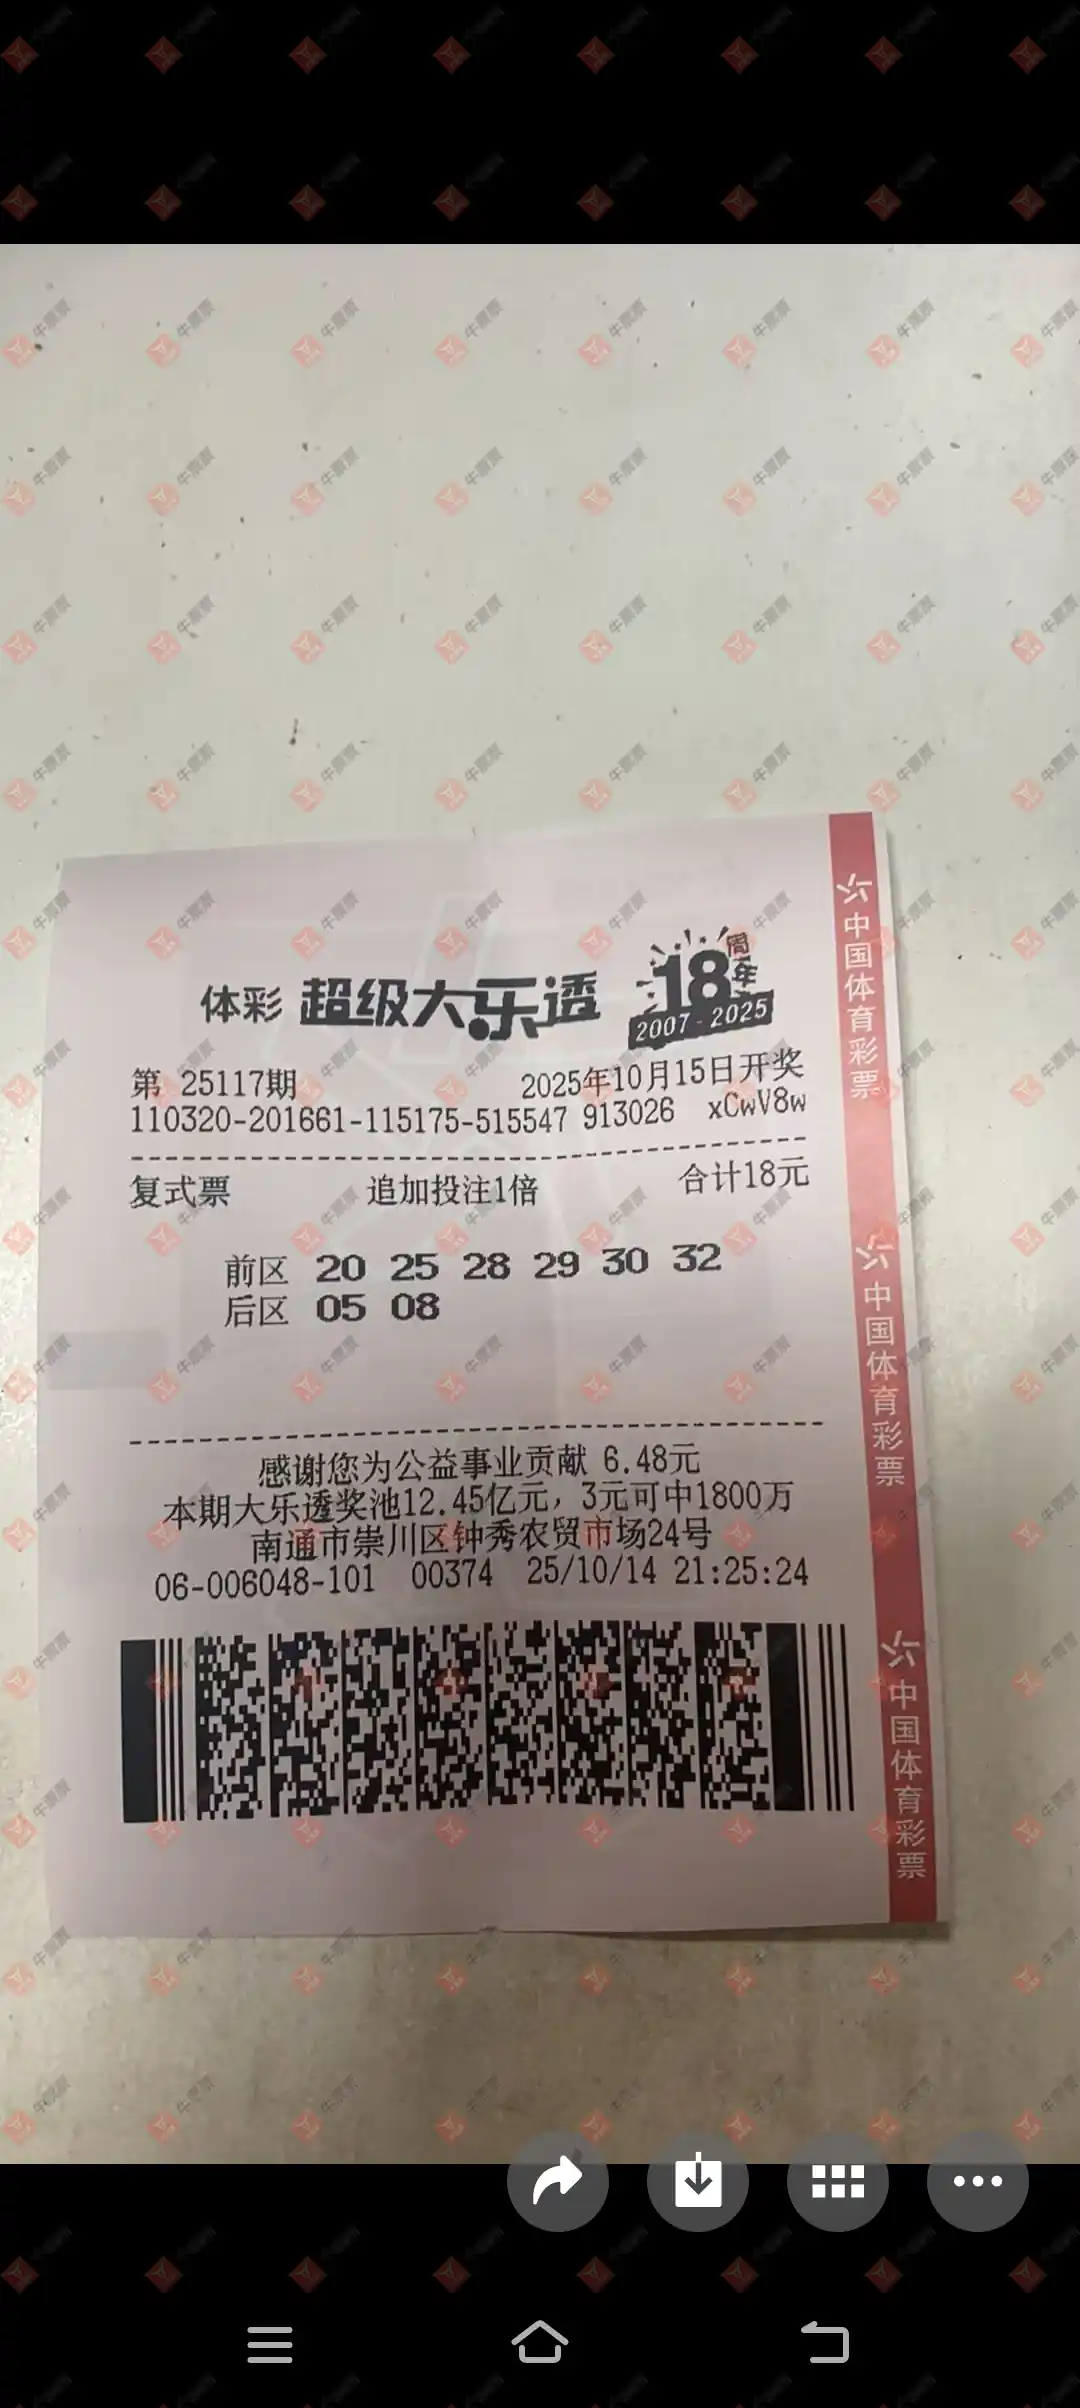 体彩 超级大乐透 18周年
2007-2025
第 25117期 2025年10月15日开奖
110320-201661-115175-515547 913026 xCwV8w
复式票 追加投注1倍 合计18元
前区 20 25 28 29 30 32
后区 05 08
感谢您为公益事业贡献 6.48元
本期大乐透奖池12.45亿元，3元可中1800万
南通市崇川区钟秀农贸市场24号
06-006048-101 00374 25/10/14 21:25:24
中国体育彩票
中国体育彩票
中国体育彩票
牛票票